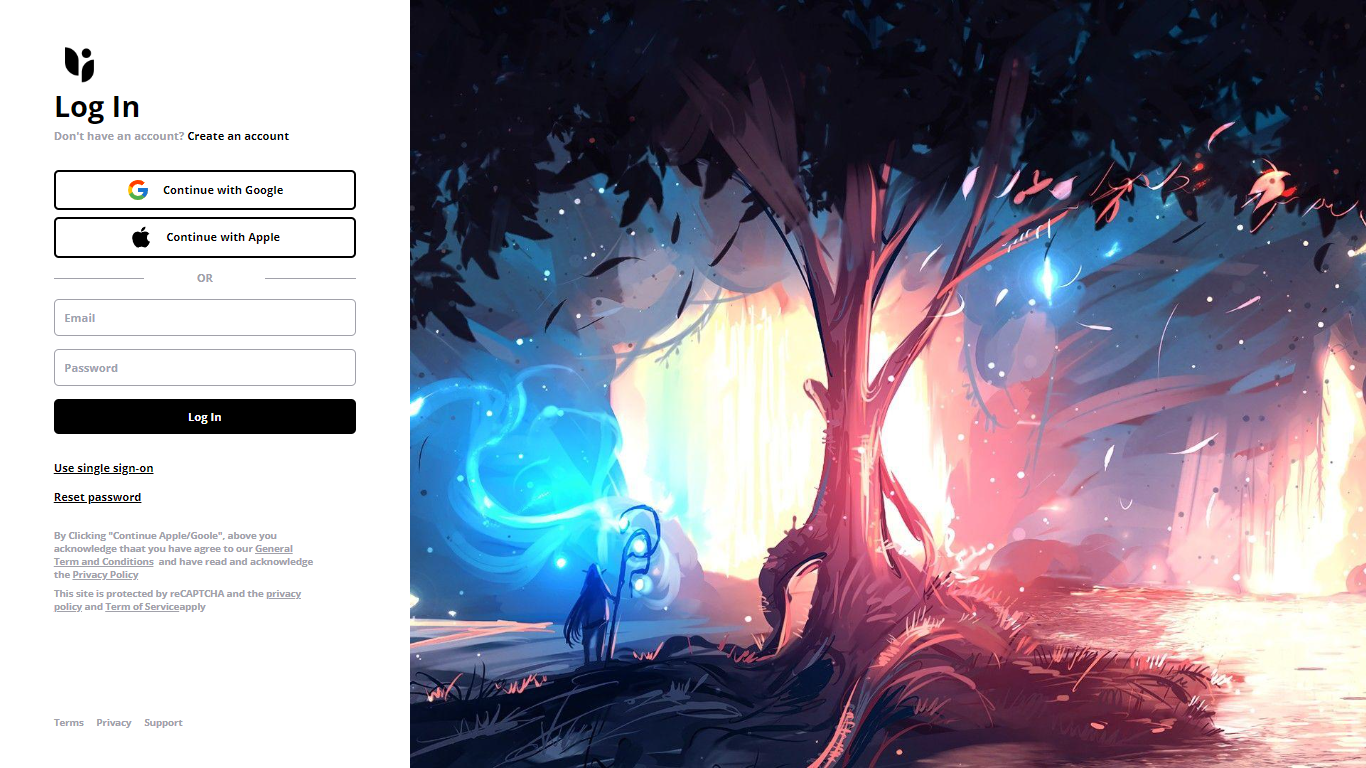 Log In
Don't have an account? Create an account
Continue with Google
Continue with Apple
OR
Email
Password
Log In
Use single sign-on
Reset password
By Clicking "Continue Apple/Goole", above you
acknowledge thaat you have agree to our General
Term and Conditions and have read and acknowledge
the Privacy Policy
This site is protected by reCAPTCHA and the privacy
policy and Term of Serviceapply
Terms Privacy Support